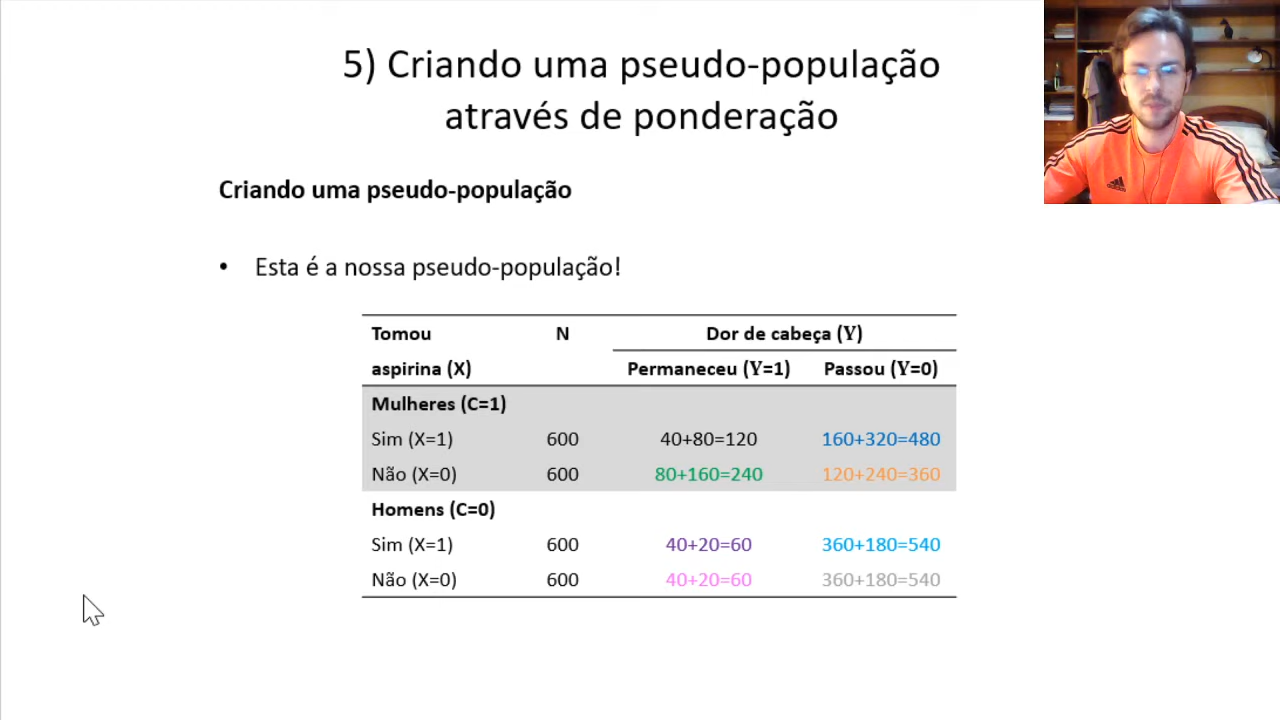 5) Criando uma pseudo-população
através de ponderação
Criando uma pseudo-população
• Esta é a nossa pseudo-população!
Tomou N Dor de cabeça (Y)
aspirina (X) Permaneceu (Y=1) Passou (Y=0)
Mulheres (C=1)
Sim (X=1) 600 40+80=120 160+320=480
Não (X=0) 600 80+160=240 120+240=360
Homens (C=0)
Sim (X=1) 600 40+20=60 360+180=540
Não (X=0) 600 40+20=60 360+180=540